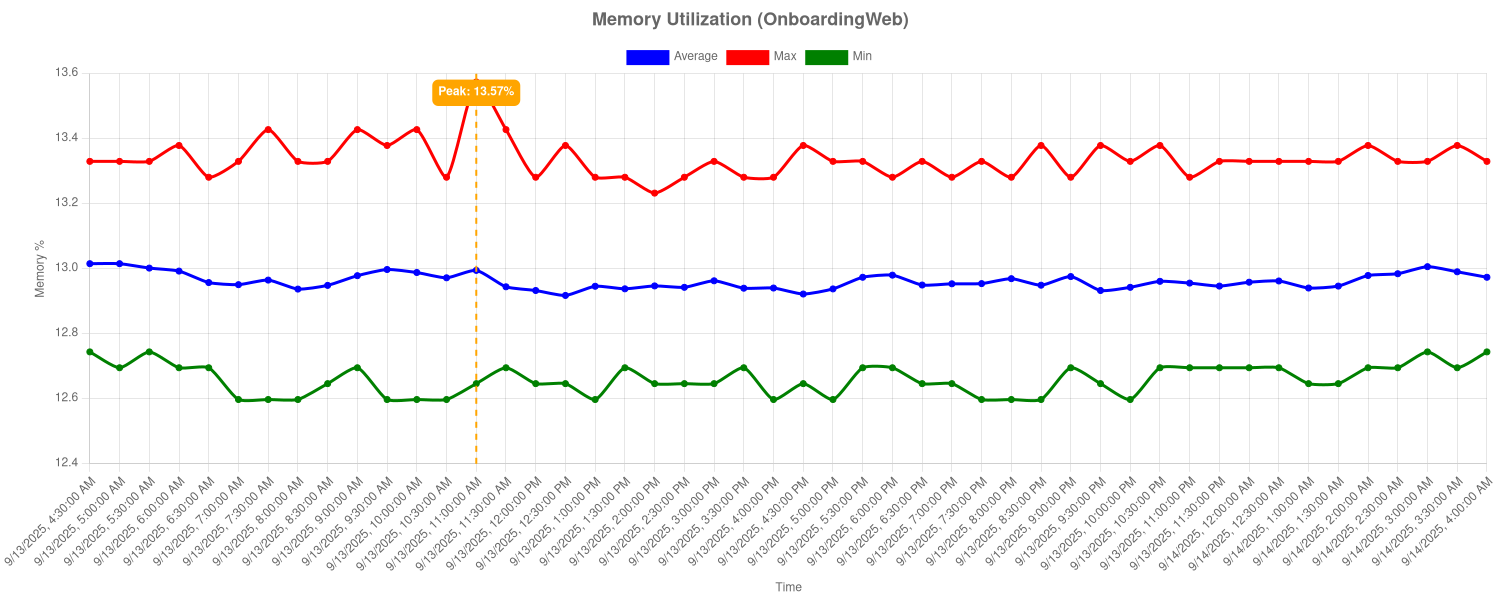 Memory Utilization (OnboardingWeb)
Average Max Min
Peak: 13.57%
13.6
13.4
13.2
13.0
12.8
12.6
12.4
Memory %
9/13/2025, 4:30:00 AM
9/13/2025, 5:00:00 AM
9/13/2025, 5:30:00 AM
9/13/2025, 6:00:00 AM
9/13/2025, 6:30:00 AM
9/13/2025, 7:00:00 AM
9/13/2025, 7:30:00 AM
9/13/2025, 8:00:00 AM
9/13/2025, 8:30:00 AM
9/13/2025, 9:00:00 AM
9/13/2025, 9:30:00 AM
9/13/2025, 10:00:00 AM
9/13/2025, 10:30:00 AM
9/13/2025, 11:00:00 AM
9/13/2025, 11:30:00 AM
9/13/2025, 12:00:00 PM
9/13/2025, 12:30:00 PM
9/13/2025, 1:00:00 PM
9/13/2025, 1:30:00 PM
9/13/2025, 2:00:00 PM
9/13/2025, 2:30:00 PM
9/13/2025, 3:00:00 PM
9/13/2025, 3:30:00 PM
9/13/2025, 4:00:00 PM
9/13/2025, 4:30:00 PM
9/13/2025, 5:00:00 PM
9/13/2025, 5:30:00 PM
9/13/2025, 6:00:00 PM
9/13/2025, 6:30:00 PM
9/13/2025, 7:00:00 PM
9/13/2025, 7:30:00 PM
9/13/2025, 8:00:00 PM
9/13/2025, 8:30:00 PM
9/13/2025, 9:00:00 PM
9/13/2025, 9:30:00 PM
9/13/2025, 10:00:00 PM
9/13/2025, 10:30:00 PM
9/13/2025, 11:00:00 PM
9/13/2025, 11:30:00 PM
9/14/2025, 12:00:00 AM
9/14/2025, 12:30:00 AM
9/14/2025, 1:00:00 AM
9/14/2025, 1:30:00 AM
9/14/2025, 2:00:00 AM
9/14/2025, 2:30:00 AM
9/14/2025, 3:00:00 AM
9/14/2025, 3:30:00 AM
9/14/2025, 4:00:00 AM
Time